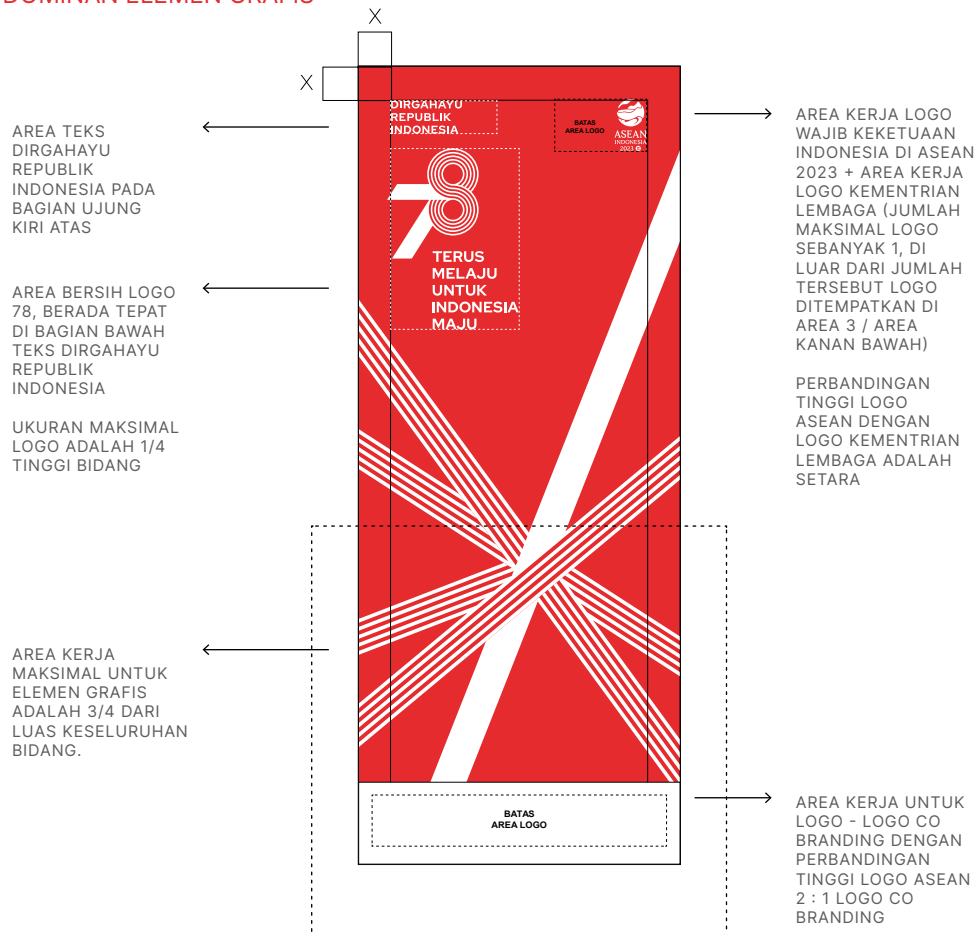 DOMINAN ELEMEN GRAFIS
X
X
AREA TEKS
DIRGAHAYU
REPUBLIK
INDONESIA PADA
BAGIAN UJUNG
KIRI ATAS
AREA BERSIH LOGO
78, BERADA TEPAT
DI BAGIAN BAWAH
TEKS DIRGAHAYU
REPUBLIK
INDONESIA
UKURAN MAKSIMAL
LOGO ADALAH 1/4
TINGGI BIDANG
AREA KERJA
MAKSIMAL UNTUK
ELEMEN GRAFIS
ADALAH 3/4 DARI
LUAS KESELURUHAN
BIDANG.
DIRGAHAYU
REPUBLIK
INDONESIA
78
TERUS
MELAJU
UNTUK
INDONESIA
MAJU
BATAS
AREA LOGO
ASEAN
INDONESIA
2023
BATAS
AREA LOGO
AREA KERJA LOGO
WAJIB KEKETUAAN
INDONESIA DI ASEAN
2023 + AREA KERJA
LOGO KEMENTRIAN
LEMBAGA (JUMLAH
MAKSIMAL LOGO
SEBANYAK 1, DI
LUAR DARI JUMLAH
TERSEBUT LOGO
DITEMPATKAN DI
AREA 3 / AREA
KANAN BAWAH)
PERBANDINGAN
TINGGI LOGO
ASEAN DENGAN
LOGO KEMENTRIAN
LEMBAGA ADALAH
SETARA
AREA KERJA UNTUK
LOGO - LOGO CO
BRANDING DENGAN
PERBANDINGAN
TINGGI LOGO ASEAN
2 : 1 LOGO CO
BRANDING